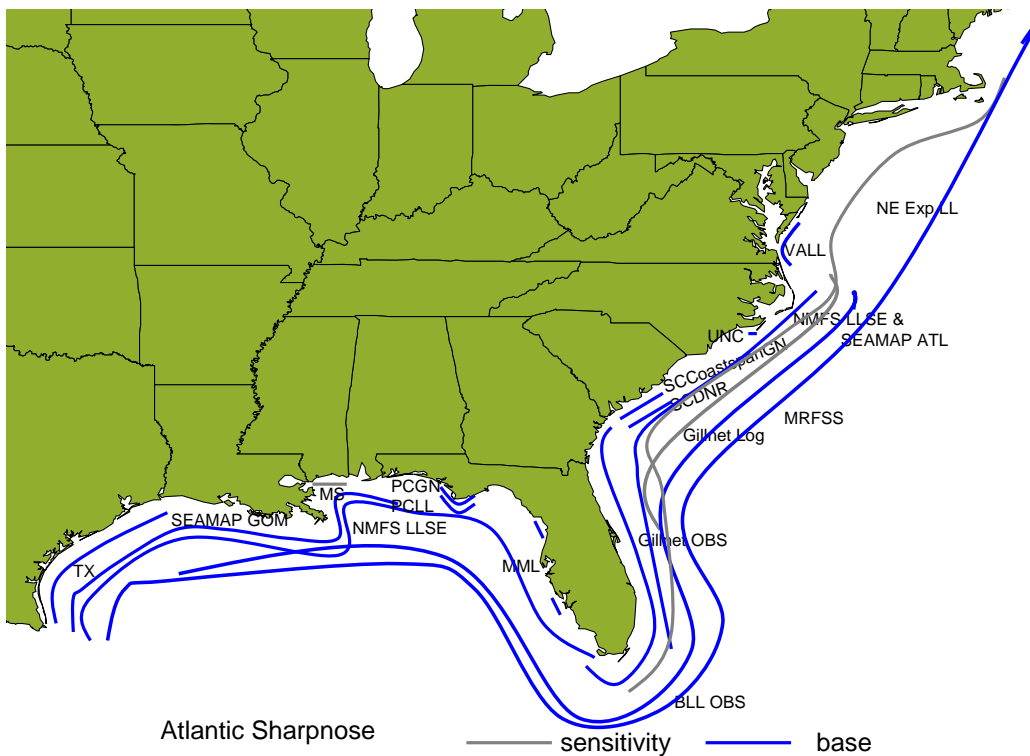 NE Exp LL
VALL
NMFS LLSE &
SEAMAP ATL
UNC
SCCoastspanGN
SCDNR
MRFSS
Gillnet Log
PCGN
MS
PCLL
SEAMAP GOM
NMFS LLSE
Gillnet OBS
TX
MML
BLL OBS
Atlantic Sharpnose
sensitivity
base